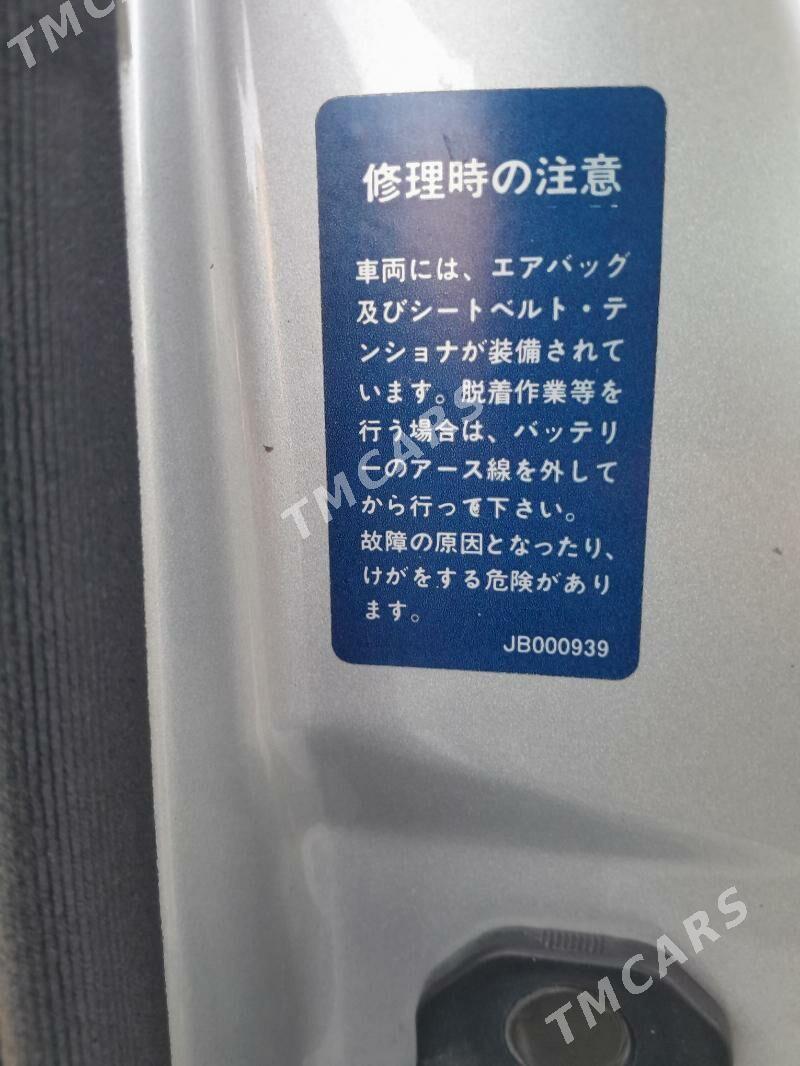 TMCARS
修理時の注意
車両には、エアバッグ
及びシートベルト・テ
ンショナが装備されて
います。脱着作業等を
行う場合は、バッテリ
ーのアース線を外して
から行って下さい。
故障の原因となったり、
けがをする危険があり
ます。
JB000939
TMCARS
TMCARS